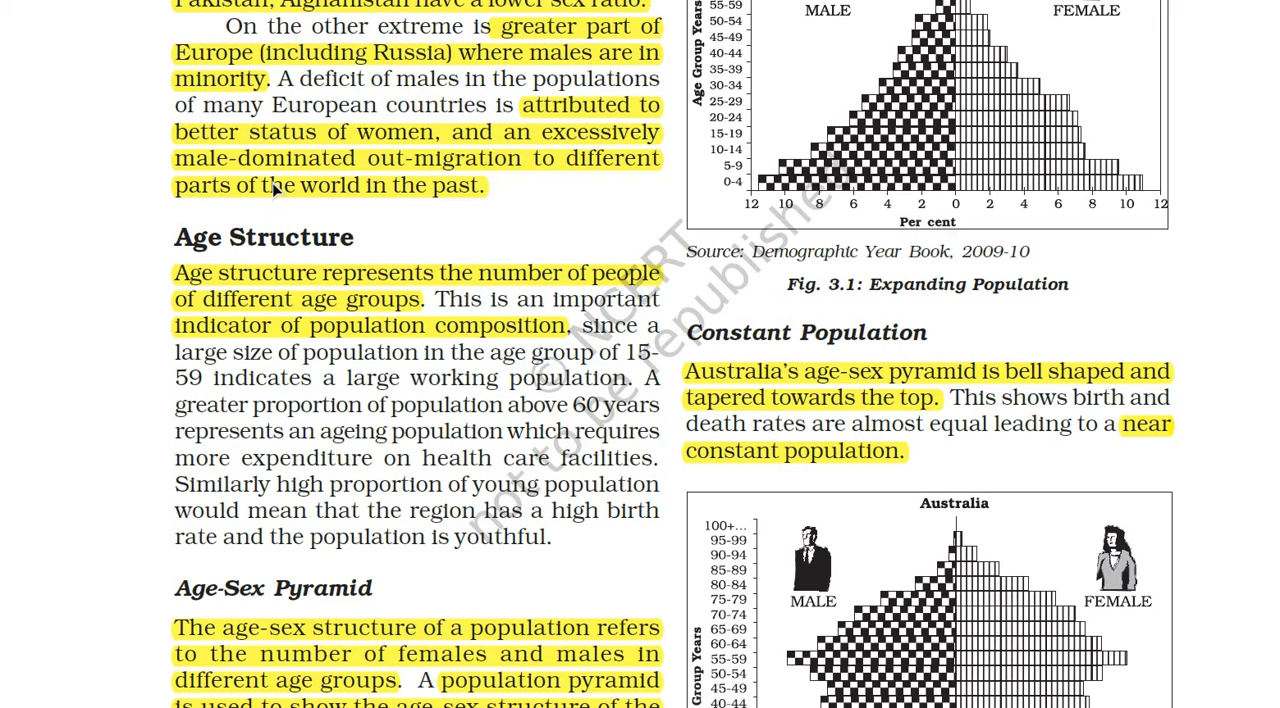 Pakistan, Afghanistan have a lower sex ratio.
On the other extreme is greater part of
Europe (including Russia) where males are in
minority. A deficit of males in the populations
of many European countries is attributed to
better status of women, and an excessively
male-dominated out-migration to different
parts of the world in the past.
Age Structure
Age structure represents the number of people
of different age groups. This is an important
indicator of population composition, since a
large size of population in the age group of 15-
59 indicates a large working population. A
greater proportion of population above 60 years
represents an ageing population which requires
more expenditure on health care facilities.
Similarly high proportion of young population
would mean that the region has a high birth
rate and the population is youthful.
Age-Sex Pyramid
The age-sex structure of a population refers
to the number of females and males in
different age groups. A population pyramid
is used to show the age-sex structure of the
Age Group Years
55-59
50-54
45-49
40-44
35-39
30-34
25-29
20-24
15-19
10-14
5-9
0-4
MALE
FEMALE
12 10 8 6 4 2 0 2 4 6 8 10 12
Per cent
Source: Demographic Year Book, 2009-10
Fig. 3.1: Expanding Population
Constant Population
Australia's age-sex pyramid is bell shaped and
tapered towards the top. This shows birth and
death rates are almost equal leading to a near
constant population.
Australia
100+...
95-99
90-94
85-89
80-84
75-79
70-74
65-69
60-64
55-59
50-54
45-49
40-44
MALE
FEMALE
Group Years
© NCERT
not to be republished